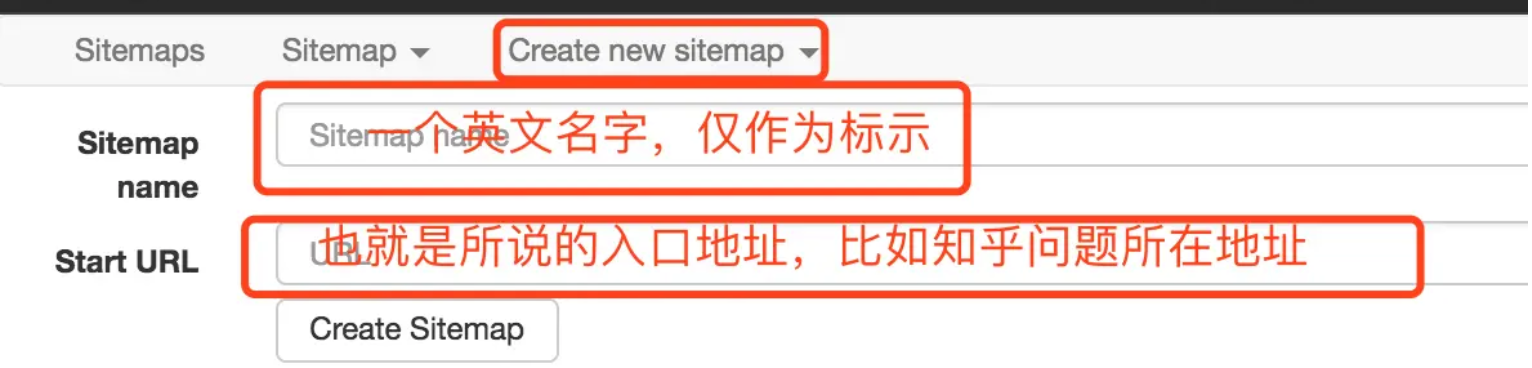 Sitemaps Sitemap Create new sitemap
Sitemap name
Sitemap name
一个英文名字，仅作为标示
Start URL
URL
也就是所说的入口地址，比如知乎问题所在地址
Create Sitemap